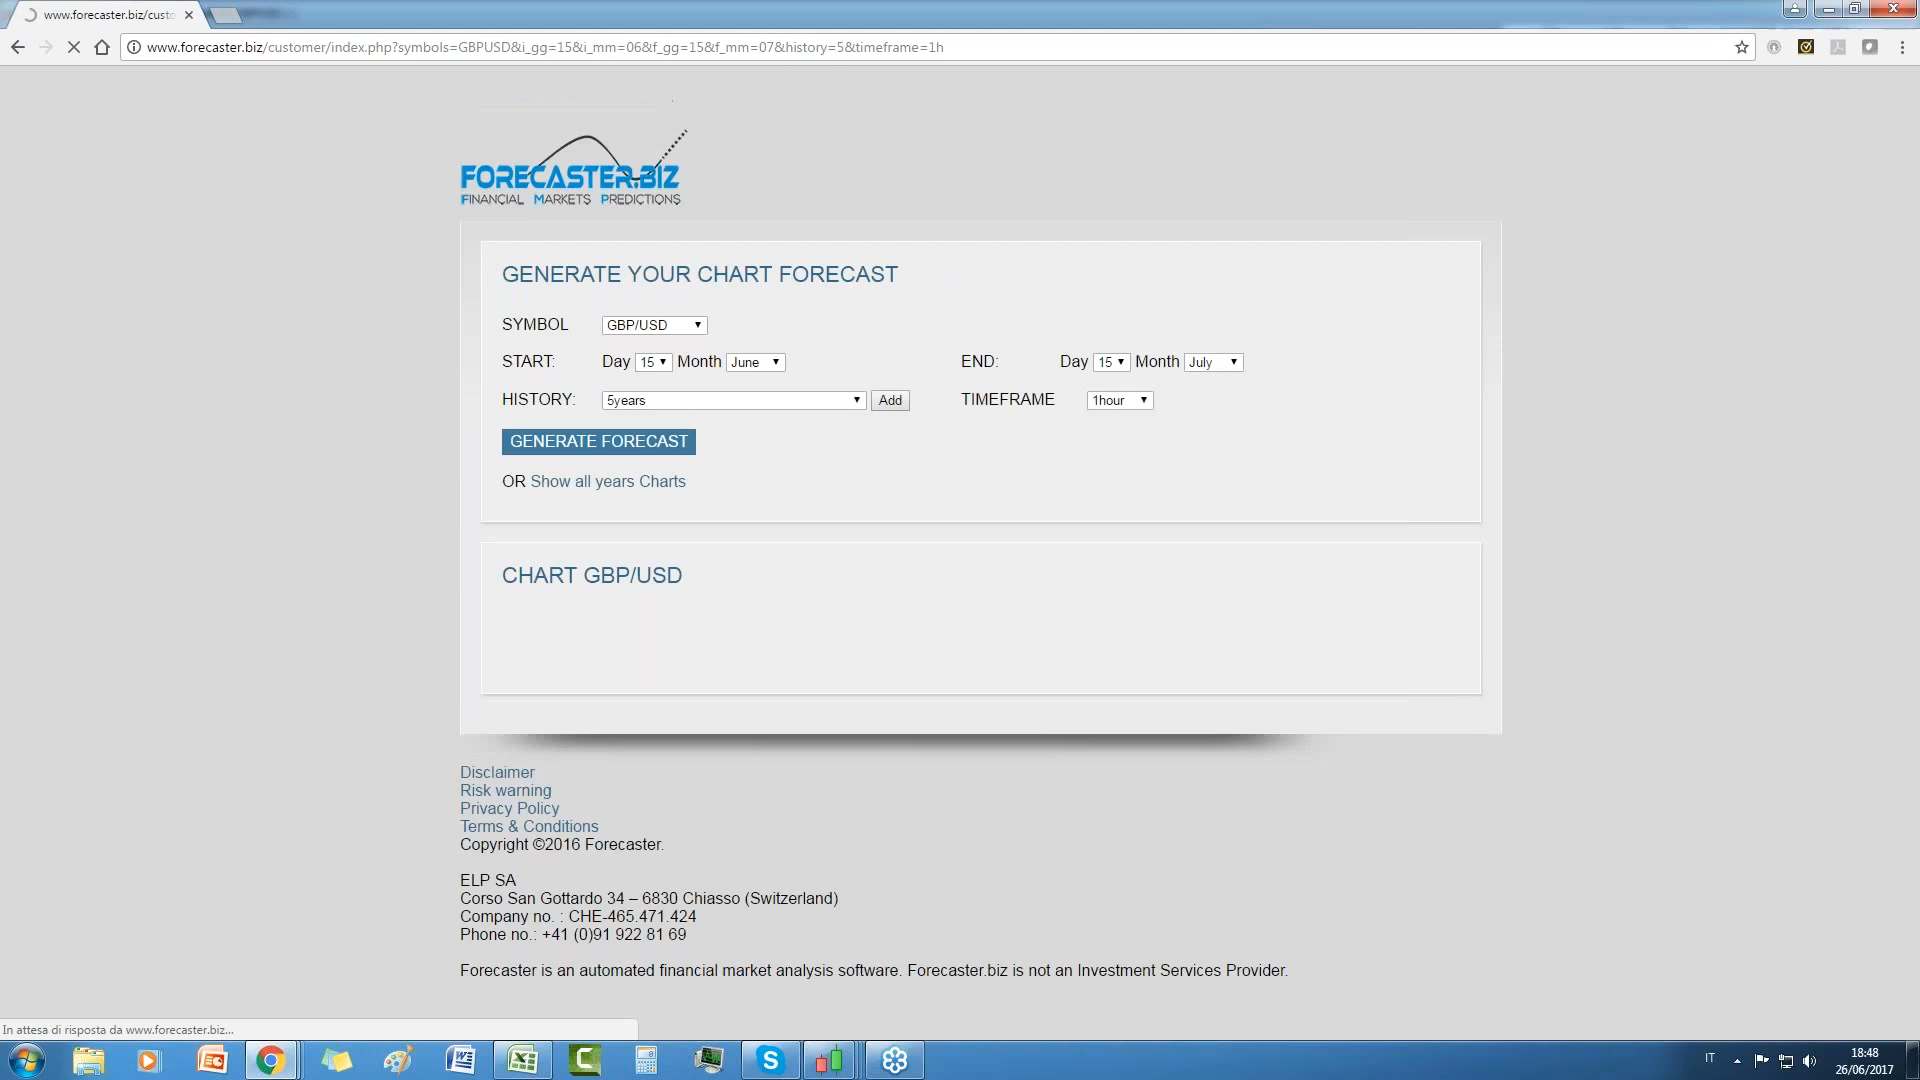 www.forecaster.biz/custo
www.forecaster.biz/customer/index.php?symbols=GBPUSD&i_gg=15&i_mm=06&f_gg=15&f_mm=07&history=5&timeframe=1h
FORECASTER.BIZ
FINANCIAL MARKETS PREDICTIONS
GENERATE YOUR CHART FORECAST
SYMBOL GBP/USD
START: Day 15 Month June END: Day 15 Month July
HISTORY: 5years Add TIMEFRAME 1hour
GENERATE FORECAST
OR Show all years Charts
CHART GBP/USD
Disclaimer
Risk warning
Privacy Policy
Terms & Conditions
Copyright ©2016 Forecaster.
ELP SA
Corso San Gottardo 34 – 6830 Chiasso (Switzerland)
Company no. : CHE-465.471.424
Phone no.: +41 (0)91 922 81 69
Forecaster is an automated financial market analysis software. Forecaster.biz is not an Investment Services Provider.
In attesa di risposta da www.forecaster.biz...
IT
18:48
26/06/2017